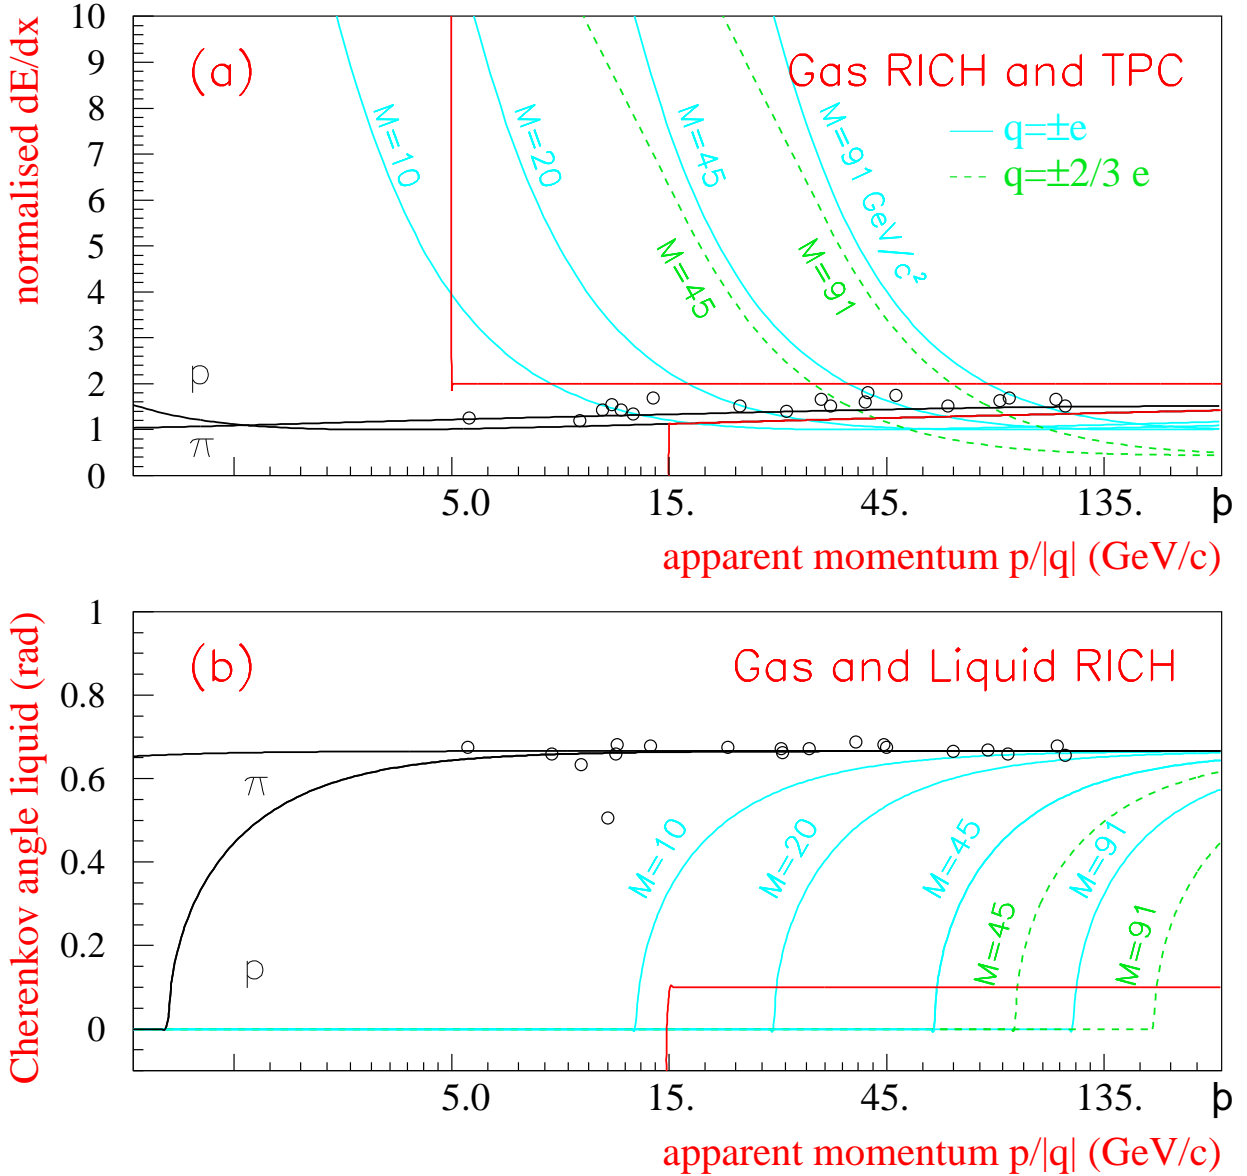 normalised dE/dx
10
9
8
7
6
5
4
3
2
1
0
(a)
Gas RICH and TPC
q=±e
q=±2/3 e
M=10
M=20
M=45
M=91 GeV/c²
M=45
M=91
p
π
5.0
15.
45.
135.
p
apparent momentum p/|q| (GeV/c)
Cherenkov angle liquid (rad)
1
0.8
0.6
0.4
0.2
0
(b)
Gas and Liquid RICH
π
p
M=10
M=20
M=45
M=91
M=45
M=91
5.0
15.
45.
135.
p
apparent momentum p/|q| (GeV/c)